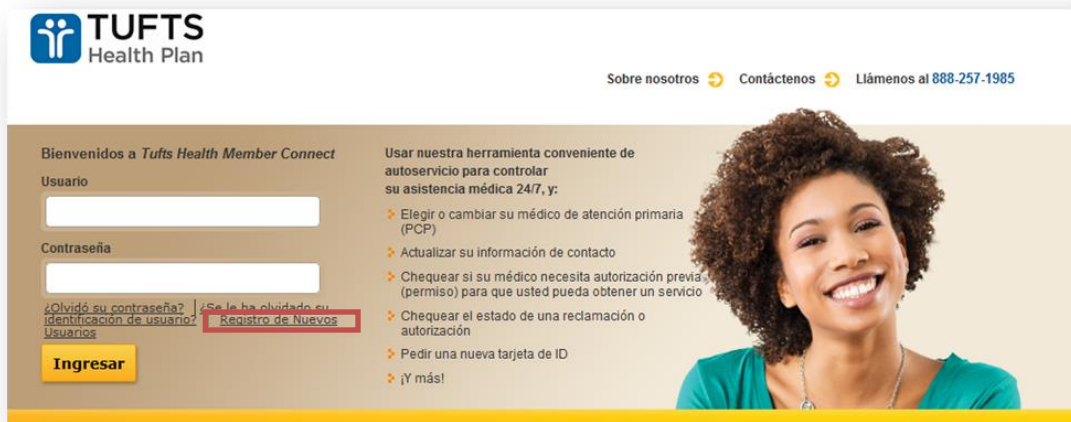 TUFTS
Health Plan
Sobre nosotros Contáctenos Llámenos al 888-257-1985
Bienvenidos a Tufts Health Member Connect
Usuario
Contraseña
¿Olvidó su contraseña? | ¿Se le ha olvidado su
identificación de usuario? Registro de Nuevos
Usuarios
Ingresar
Usar nuestra herramienta conveniente de
autoservicio para controlar
su asistencia médica 24/7, y:
Elegir o cambiar su médico de atención primaria
(PCP)
Actualizar su información de contacto
Chequear si su médico necesita autorización previa
(permiso) para que usted pueda obtener un servicio
Chequear el estado de una reclamación o
autorización
Pedir una nueva tarjeta de ID
¡Y más!